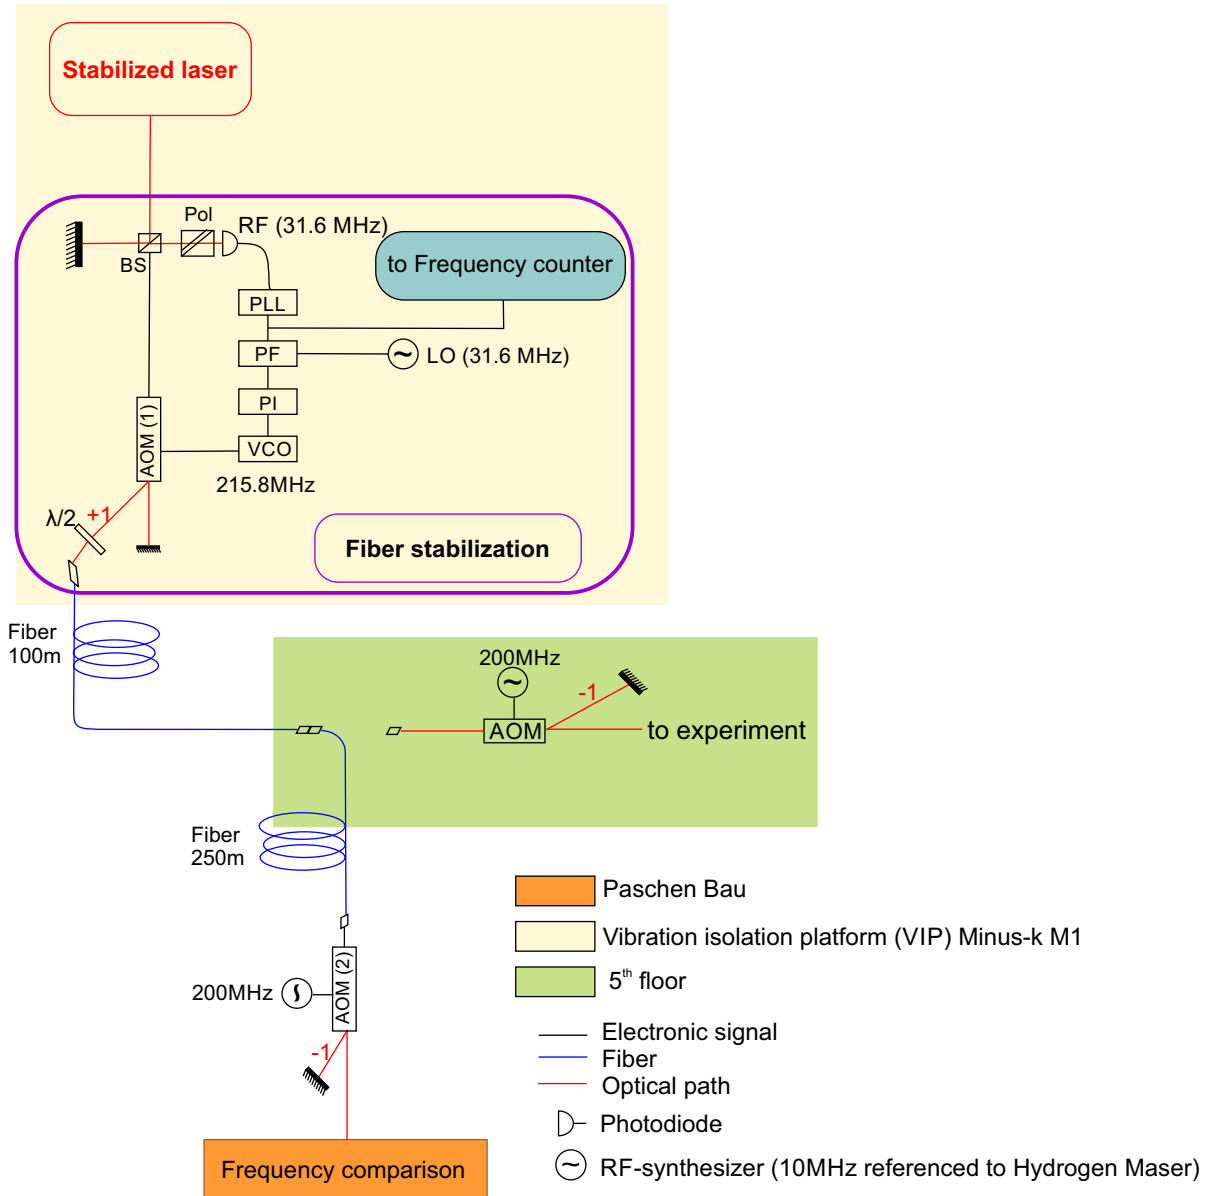 Stabilized laser
Pol
RF (31.6 MHz)
BS
to Frequency counter
PLL
PF
LO (31.6 MHz)
PI
AOM (1)
VCO
215.8MHz
λ/2
+1
Fiber stabilization
Fiber
100m
200MHz
-1
AOM
to experiment
Fiber
250m
Paschen Bau
Vibration isolation platform (VIP) Minus-k M1
5th floor
AOM (2)
200MHz
-1
Electronic signal
Fiber
Optical path
Photodiode
Frequency comparison
RF-synthesizer (10MHz referenced to Hydrogen Maser)